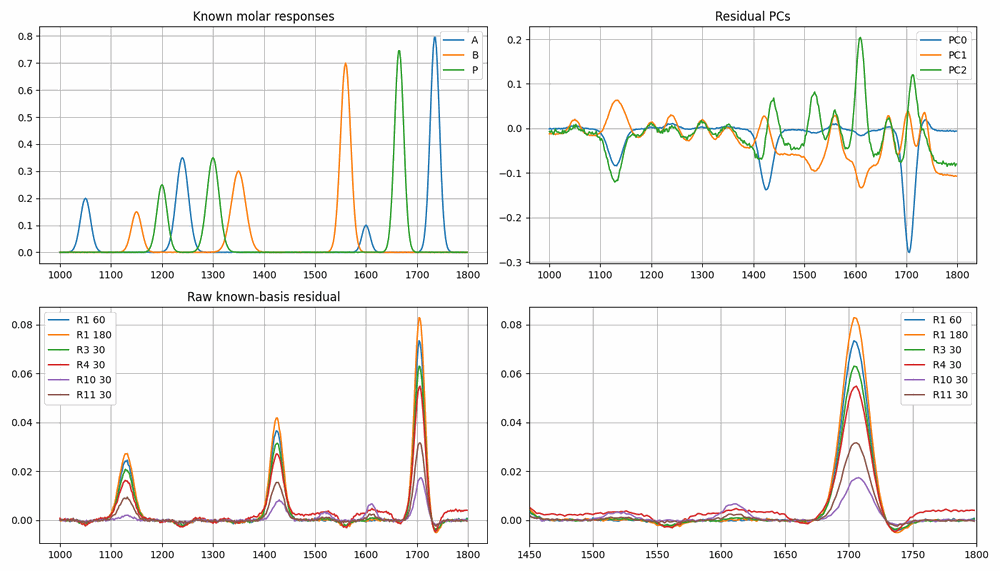 Known molar responses
0.8
0.7
0.6
0.5
0.4
0.3
0.2
0.1
0.0
A
B
P
1000 1100 1200 1300 1400 1500 1600 1700 1800
Residual PCs
0.2
0.1
0.0
−0.1
−0.2
−0.3
PC0
PC1
PC2
1000 1100 1200 1300 1400 1500 1600 1700 1800
Raw known-basis residual
0.08
0.06
0.04
0.02
0.00
R1 60
R1 180
R3 30
R4 30
R10 30
R11 30
1000 1100 1200 1300 1400 1500 1600 1700 1800
0.08
0.06
0.04
0.02
0.00
R1 60
R1 180
R3 30
R4 30
R10 30
R11 30
1450 1500 1550 1600 1650 1700 1750 1800